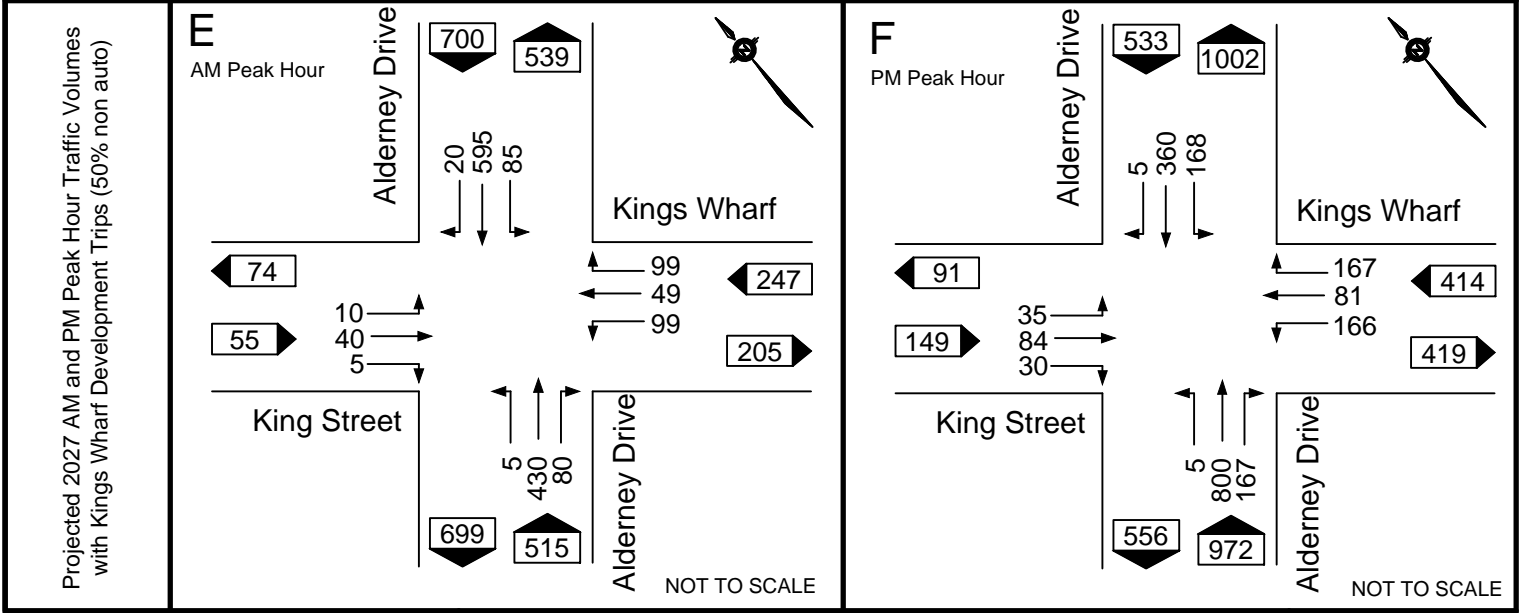 Projected 2027 AM and PM Peak Hour Traffic Volumes
with Kings Wharf Development Trips (50% non auto)
E
AM Peak Hour
Alderney Drive
700
539
20
595
85
Kings Wharf
74
55
10
40
5
99
49
99
247
205
King Street
5
430
80
Alderney Drive
699
515
NOT TO SCALE
F
PM Peak Hour
Alderney Drive
533
1002
5
360
168
Kings Wharf
91
149
35
84
30
167
81
166
414
419
King Street
5
800
167
Alderney Drive
556
972
NOT TO SCALE